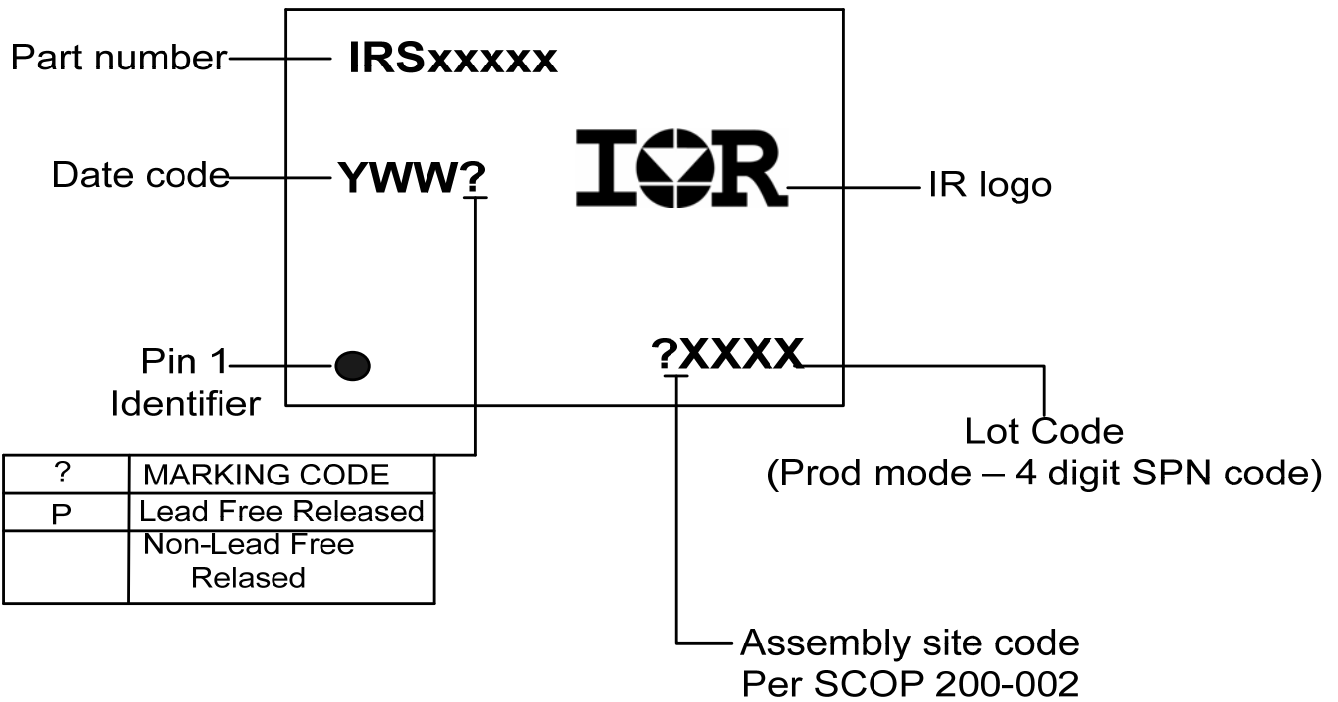 Part number
IRSxxxxx
Date code
YWW?
IOR
IR logo
Pin 1
Identifier
?XXXX
Lot Code
(Prod mode – 4 digit SPN code)
? MARKING CODE
P Lead Free Released
Non-Lead Free
Relased
Assembly site code
Per SCOP 200-002